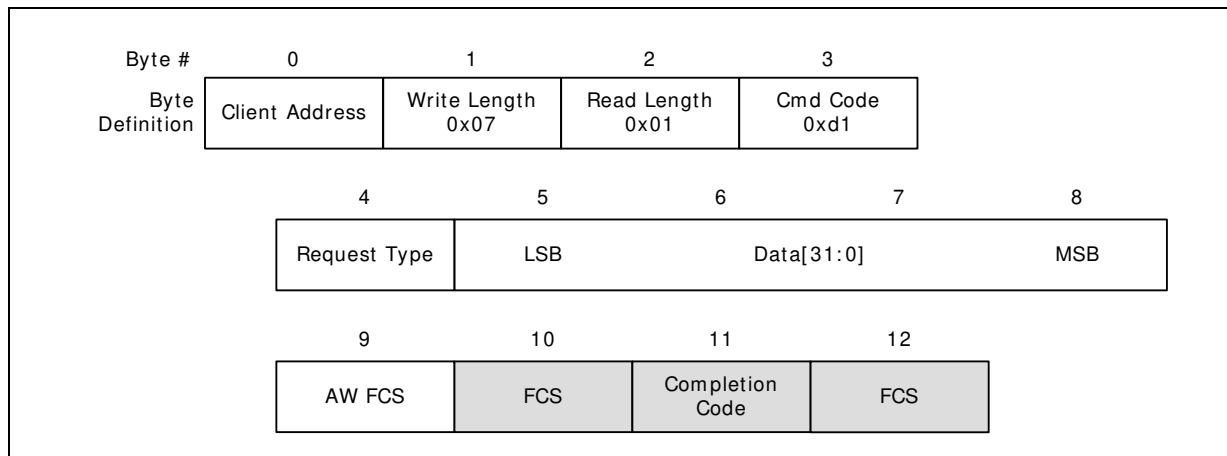 Byte # 0 1 2 3
Byte Definition
Client Address
Write Length 0x07
Read Length 0x01
Cmd Code 0xd1
4 5 6 7 8
Request Type LSB Data[31:0] MSB
9 10 11 12
AW FCS
FCS
Completion Code
FCS